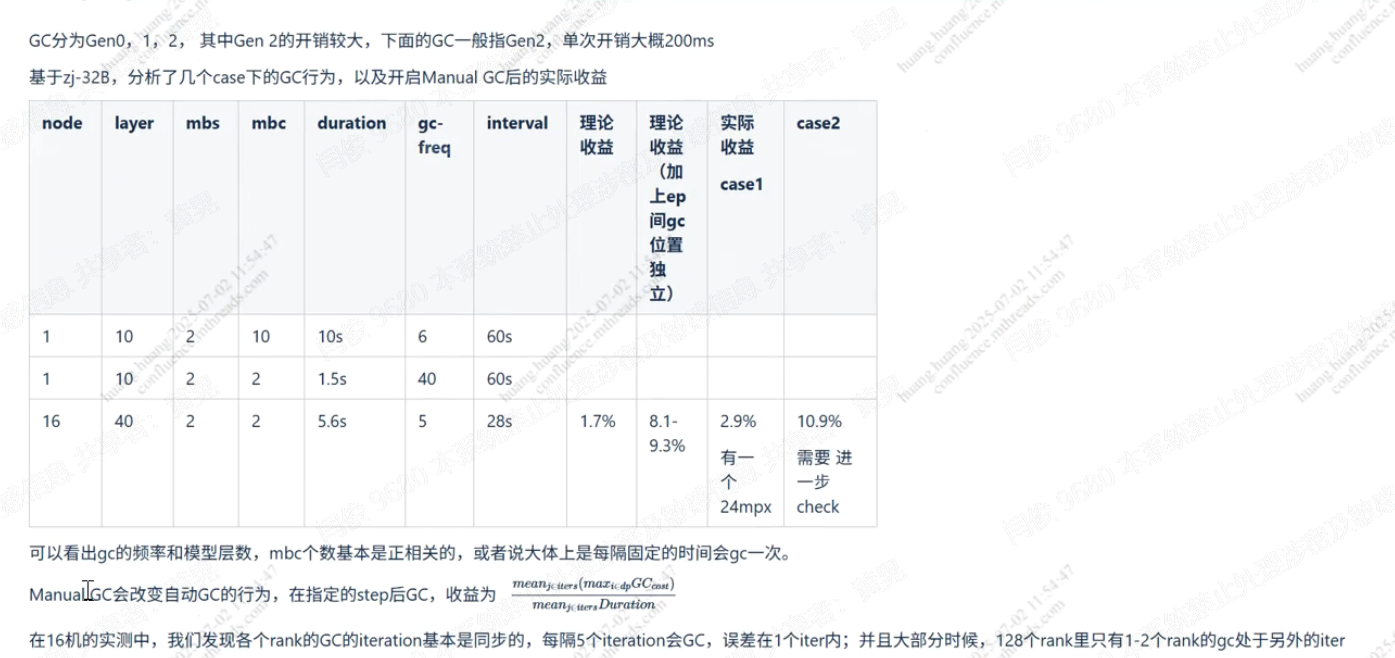 GC分为Gen0，1，2， 其中Gen 2的开销较大，下面的GC一般指Gen2，单次开销大概200ms
基于zj-32B，分析了几个case下的GC行为，以及开启Manual GC后的实际收益
node layer mbs mbc duration gc-freq interval 理论收益 理论收益（加上ep间gc位置独立） 实际收益 case1 case2
1 10 2 10 10s 6 60s
1 10 2 2 1.5s 40 60s
16 40 2 2 5.6s 5 28s 1.7% 8.1-9.3% 2.9% 有一个24mpx 10.9% 需要 进一步check
可以看出gc的频率和模型层数，mbc个数基本是正相关的，或者说大体上是每隔固定的时间会gc一次。
Manual GC会改变自动GC的行为，在指定的step后GC，收益为 mean_{j∈iters}(max_{i∈dp}GC_{cost}) / mean_{j∈iters}Duration
在16机的实测中，我们发现各个rank的GC的iteration基本是同步的，每隔5个iteration会GC，误差在1个iter内；并且大部分时候，128个rank里只有1-2个rank的gc处于另外的iter
huang.huang 2025-07-02 11:54:47
confluence.mthreads.com